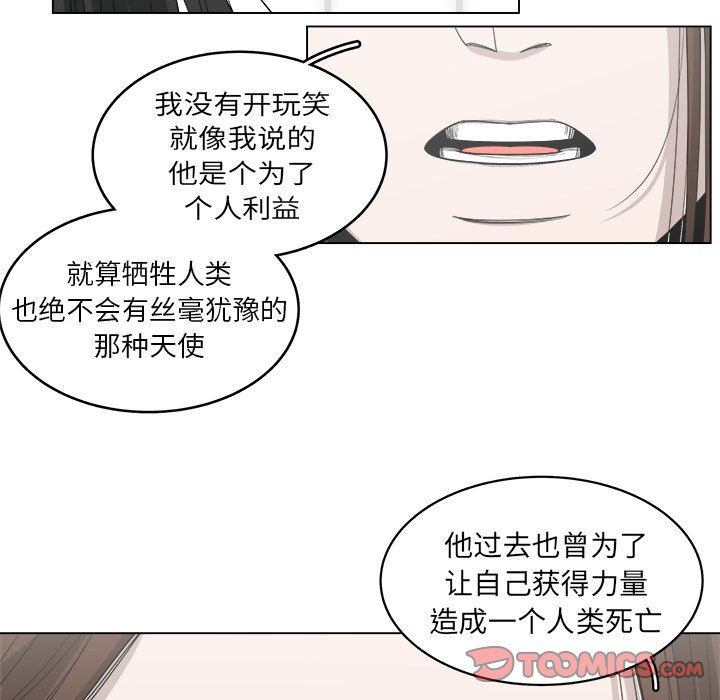 我没有开玩笑
就像我说的
他是个为了
个人利益
就算牺牲人类
也绝不会有丝毫犹豫的
那种天使
他过去也曾为了
让自己获得力量
造成一个人类死亡
TOOMICS.COM